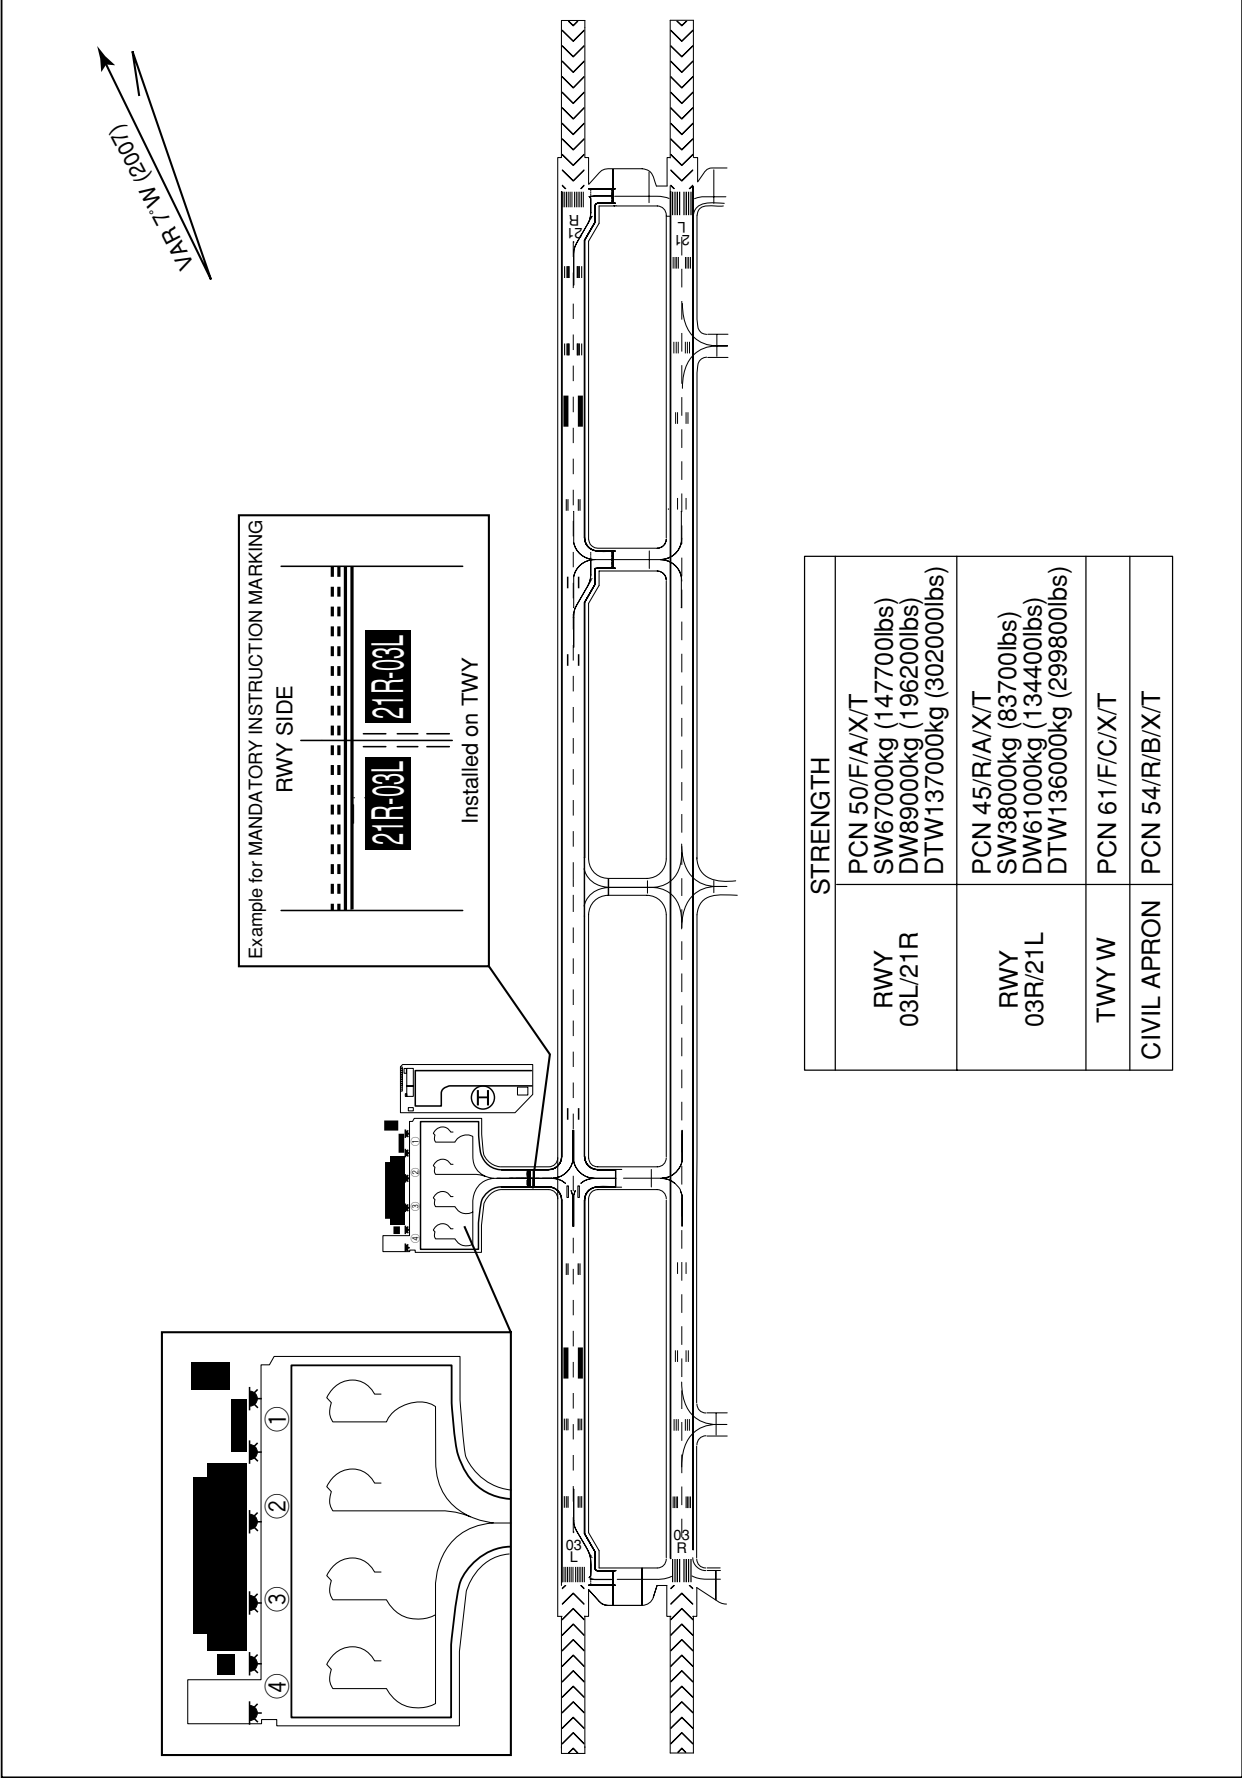 VAR 7°W (2007)
Example for MANDATORY INSTRUCTION MARKING
RWY SIDE
21R-03L
21R-03L
Installed on TWY
21
R
21
L
03
L
03
R
H
①
②
③
④
①
②
③
④
STRENGTH
RWY
03L/21R
PCN 50/F/A/X/T
SW67000kg (147700lbs)
DW89000kg (196200lbs)
DTW137000kg (302000lbs)
RWY
03R/21L
PCN 45/R/A/X/T
SW38000kg (83700lbs)
DW61000kg (134400lbs)
DTW136000kg (299800lbs)
TWY W
PCN 61/F/C/X/T
CIVIL APRON
PCN 54/R/B/X/T